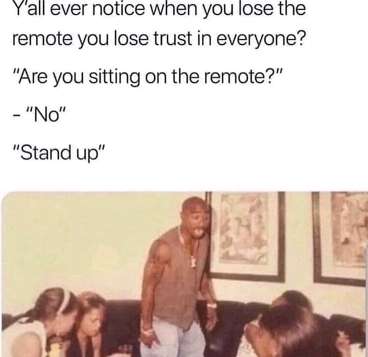 Y'all ever notice when you lose the
remote you lose trust in everyone?
"Are you sitting on the remote?"
- "No"
"Stand up"